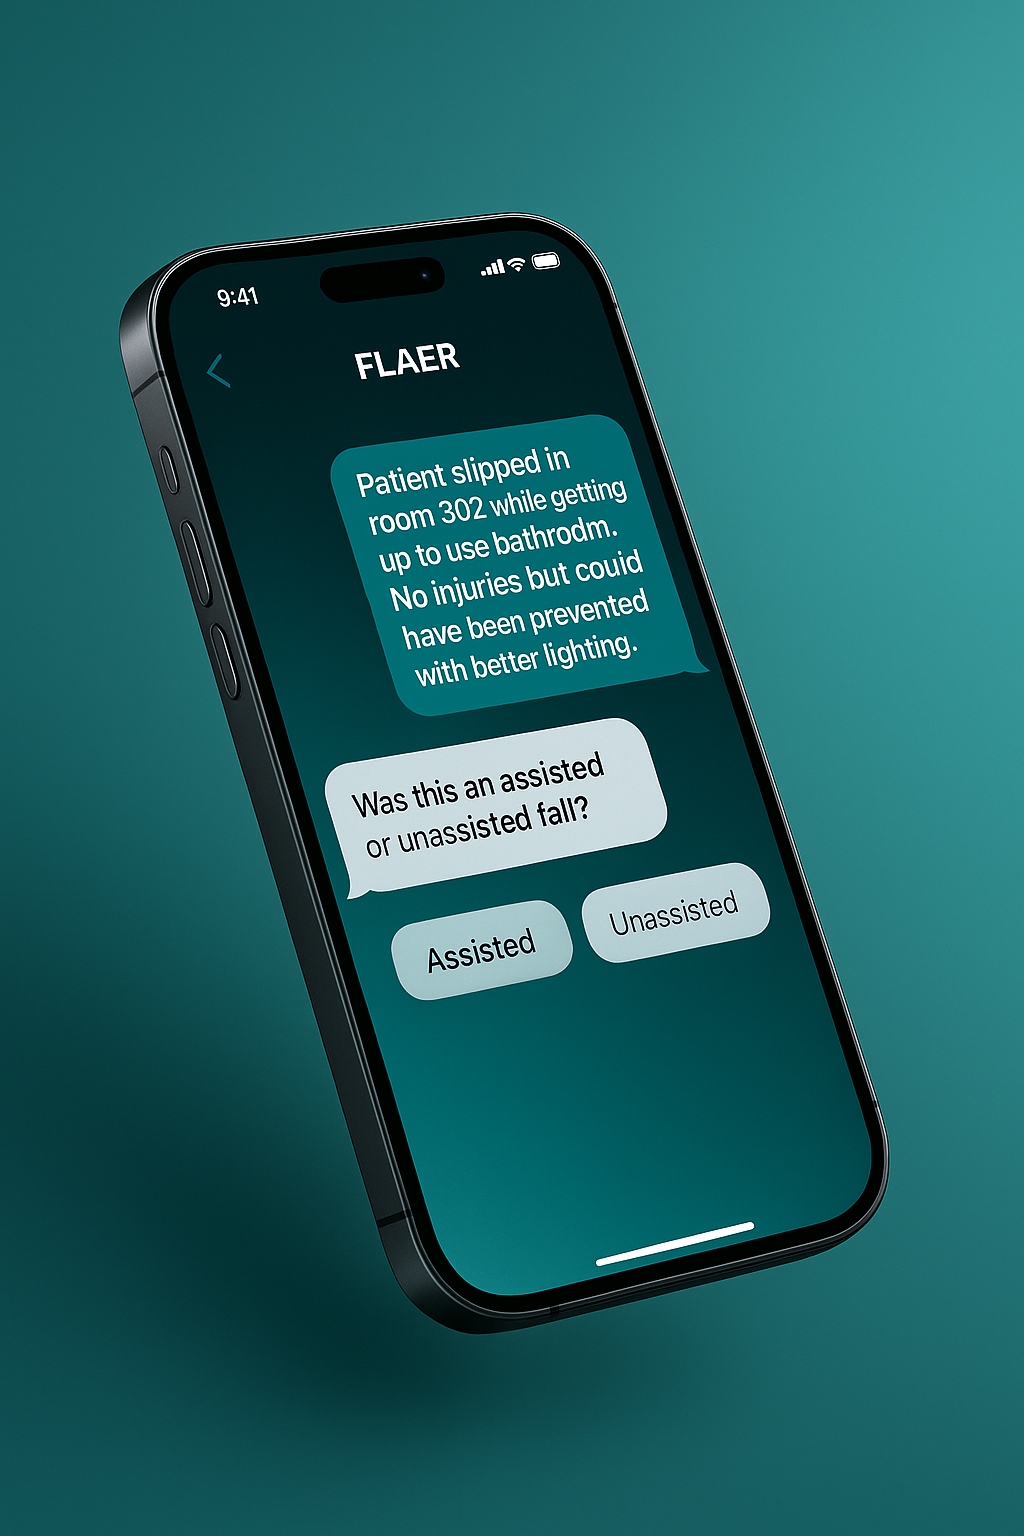 9:41
FLAER
Patient slipped in
room 302 while getting
up to use bathrodm.
No injuries but couid
have been prevented
with better lighting.
Was this an assisted
or unassisted fall?
Assisted
Unassisted